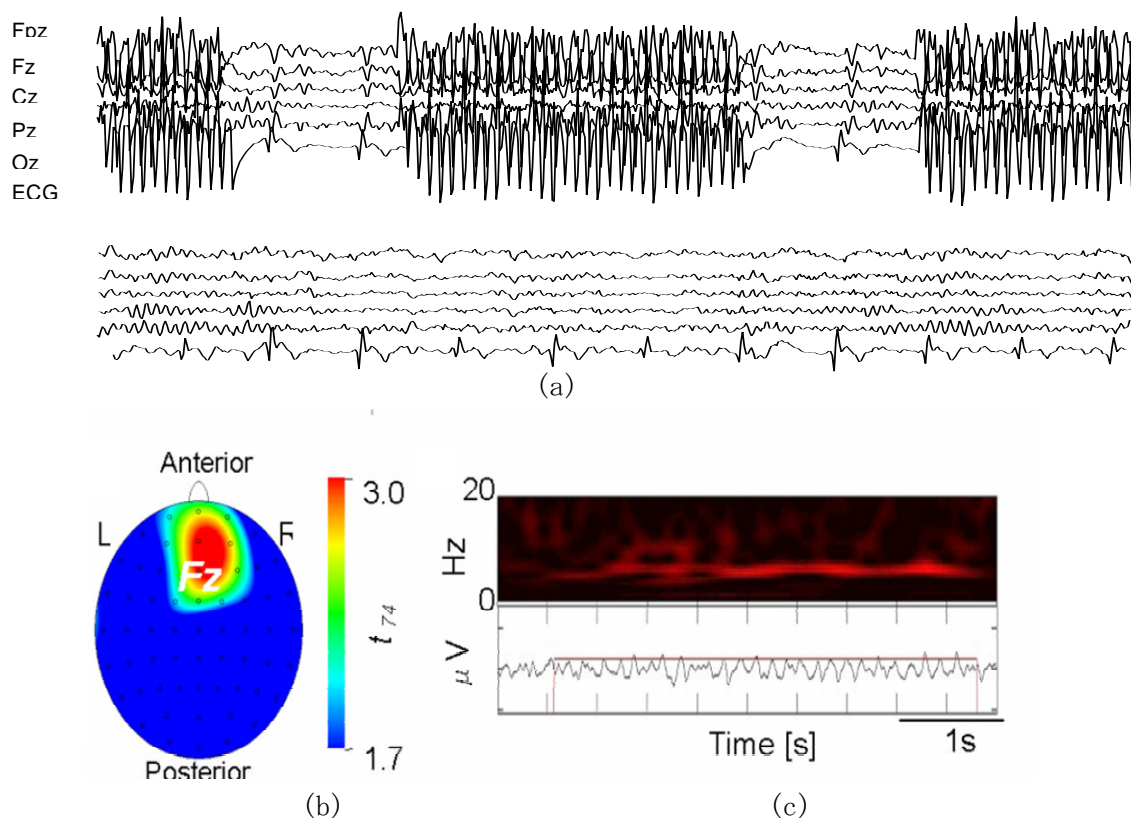 Fpz
Fz
Cz
Pz
Oz
ECG
(a)
Anterior
L
R
Fz
Posterior
3.0
t 74
1.7
(b)
20
Hz
0
μV
Time [s]
1s
(c)